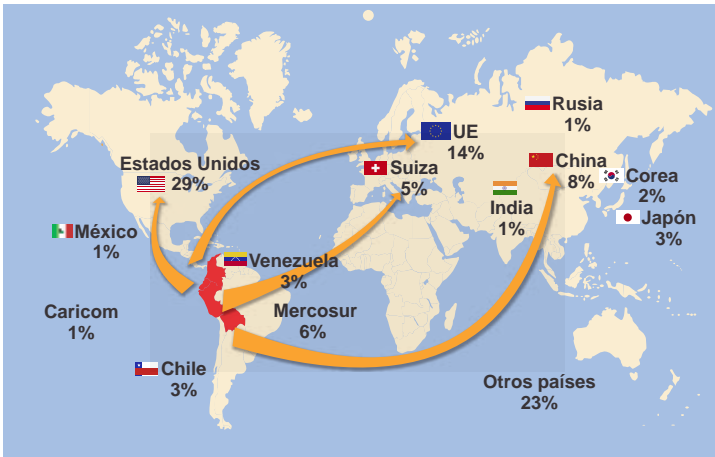 Rusia
1%
UE
14%
Estados Unidos
29%
Suiza
5%
China
8%
Corea
2%
India
1%
Japón
3%
México
1%
Venezuela
3%
Caricom
1%
Mercosur
6%
Chile
3%
Otros países
23%